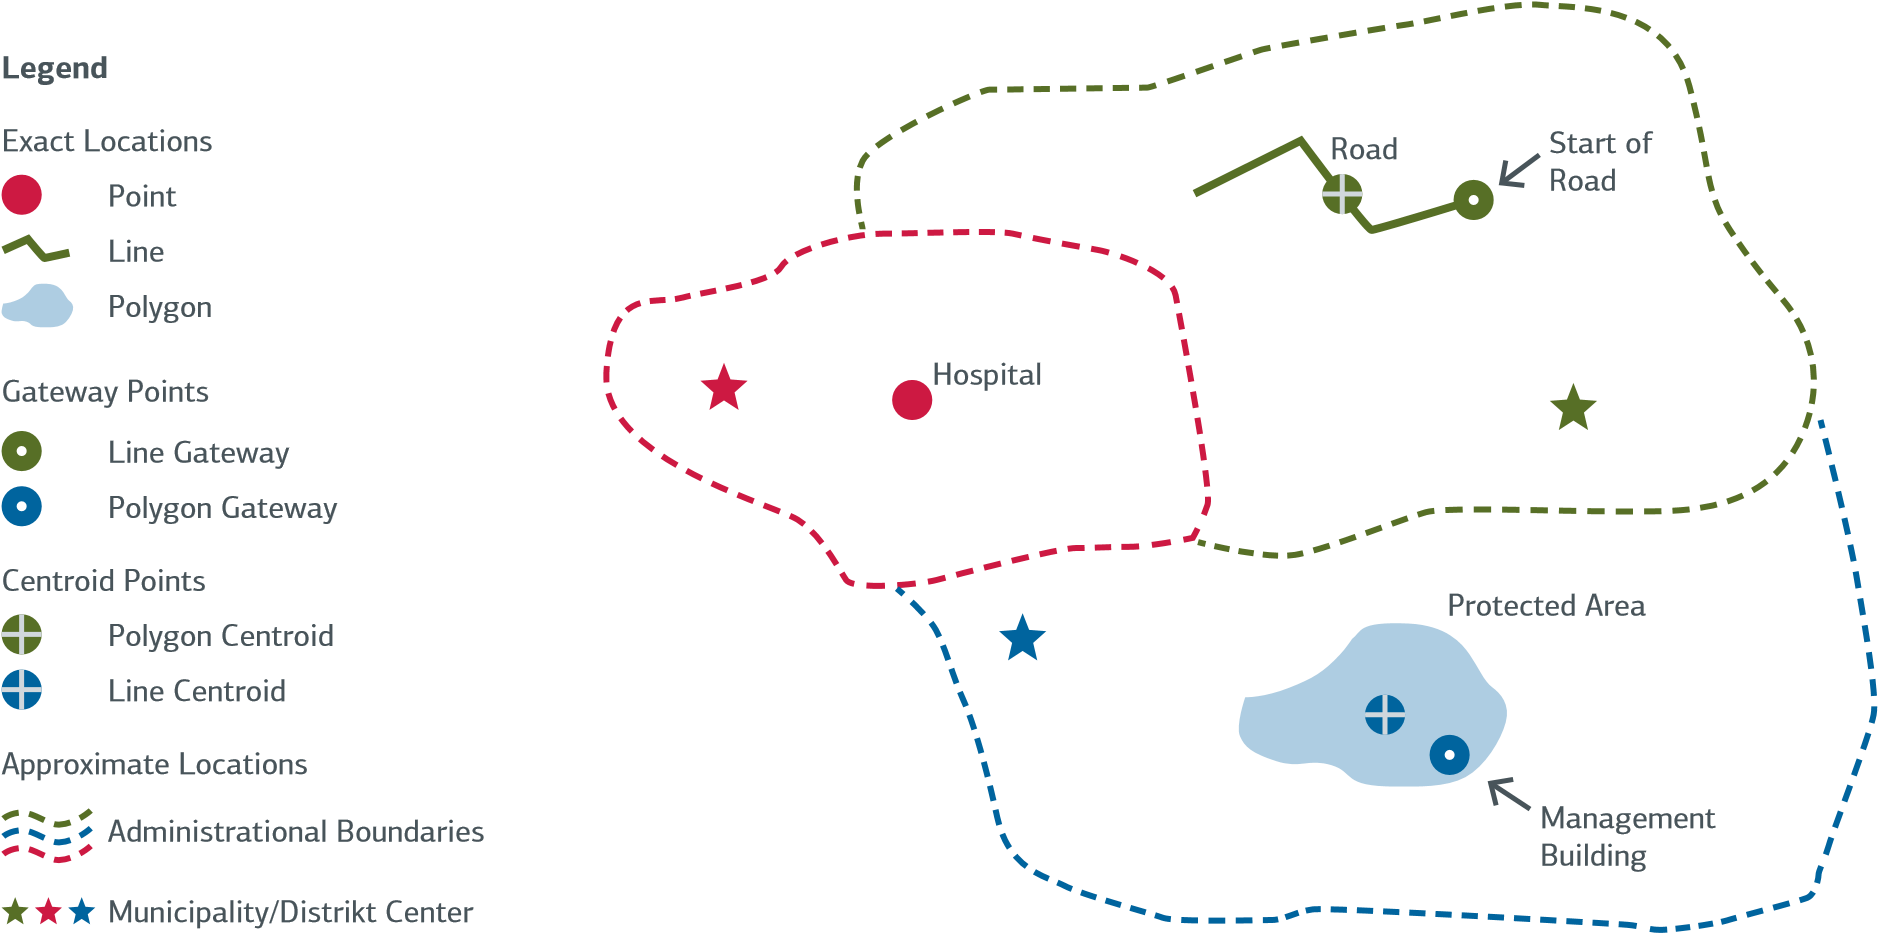 Legend
Exact Locations
Point
Line
Polygon
Gateway Points
Line Gateway
Polygon Gateway
Centroid Points
Polygon Centroid
Line Centroid
Approximate Locations
Administrational Boundaries
Municipality/Distrikt Center
Road
Start of
Road
Hospital
Protected Area
Management
Building